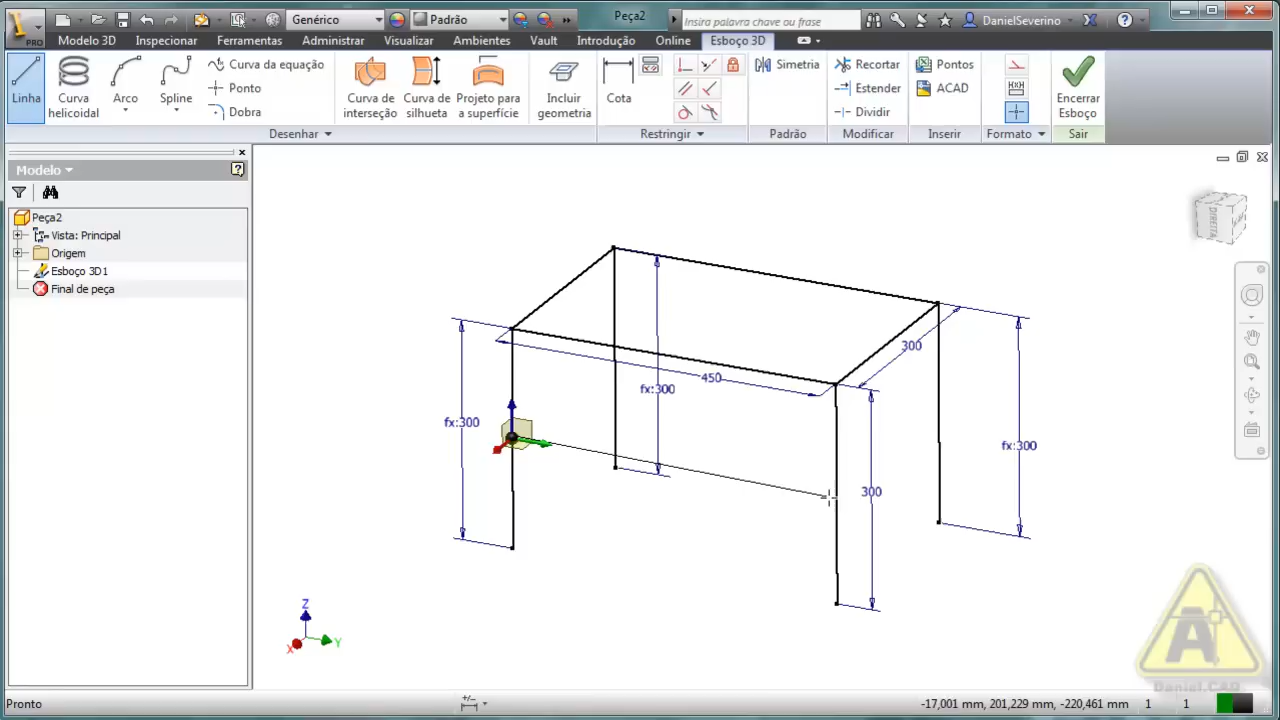 PRO
Genérico
Padrão
Peça2
Insira palavra chave ou frase
DanielSeverino
Modelo 3D
Inspecionar
Ferramentas
Administrar
Visualizar
Ambientes
Vault
Introdução
Online
Esboço 3D
Linha
Curva helicoidal
Arco
Spline
Curva da equação
Ponto
Dobra
Curva de interseção
Curva de silhueta
Projeto para a superfície
Incluir geometria
Cota
Simetria
Recortar
Estender
Dividir
Pontos
ACAD
Encerrar Esboço
Desenhar
Restringir
Padrão
Modificar
Inserir
Formato
Sair
Modelo
Peça2
Vista: Principal
Origem
Esboço 3D1
Final de peça
DIREITA
300
450
fx:300
fx:300
fx:300
300
Z
X
Y
A
Daniel.CAD
Pronto
-17,001 mm, 201,229 mm, -220,461 mm
1
1